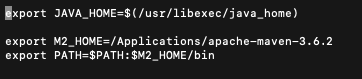 export JAVA_HOME=$(/usr/libexec/java_home)
export M2_HOME=/Applications/apache-maven-3.6.2
export PATH=$PATH:$M2_HOME/bin